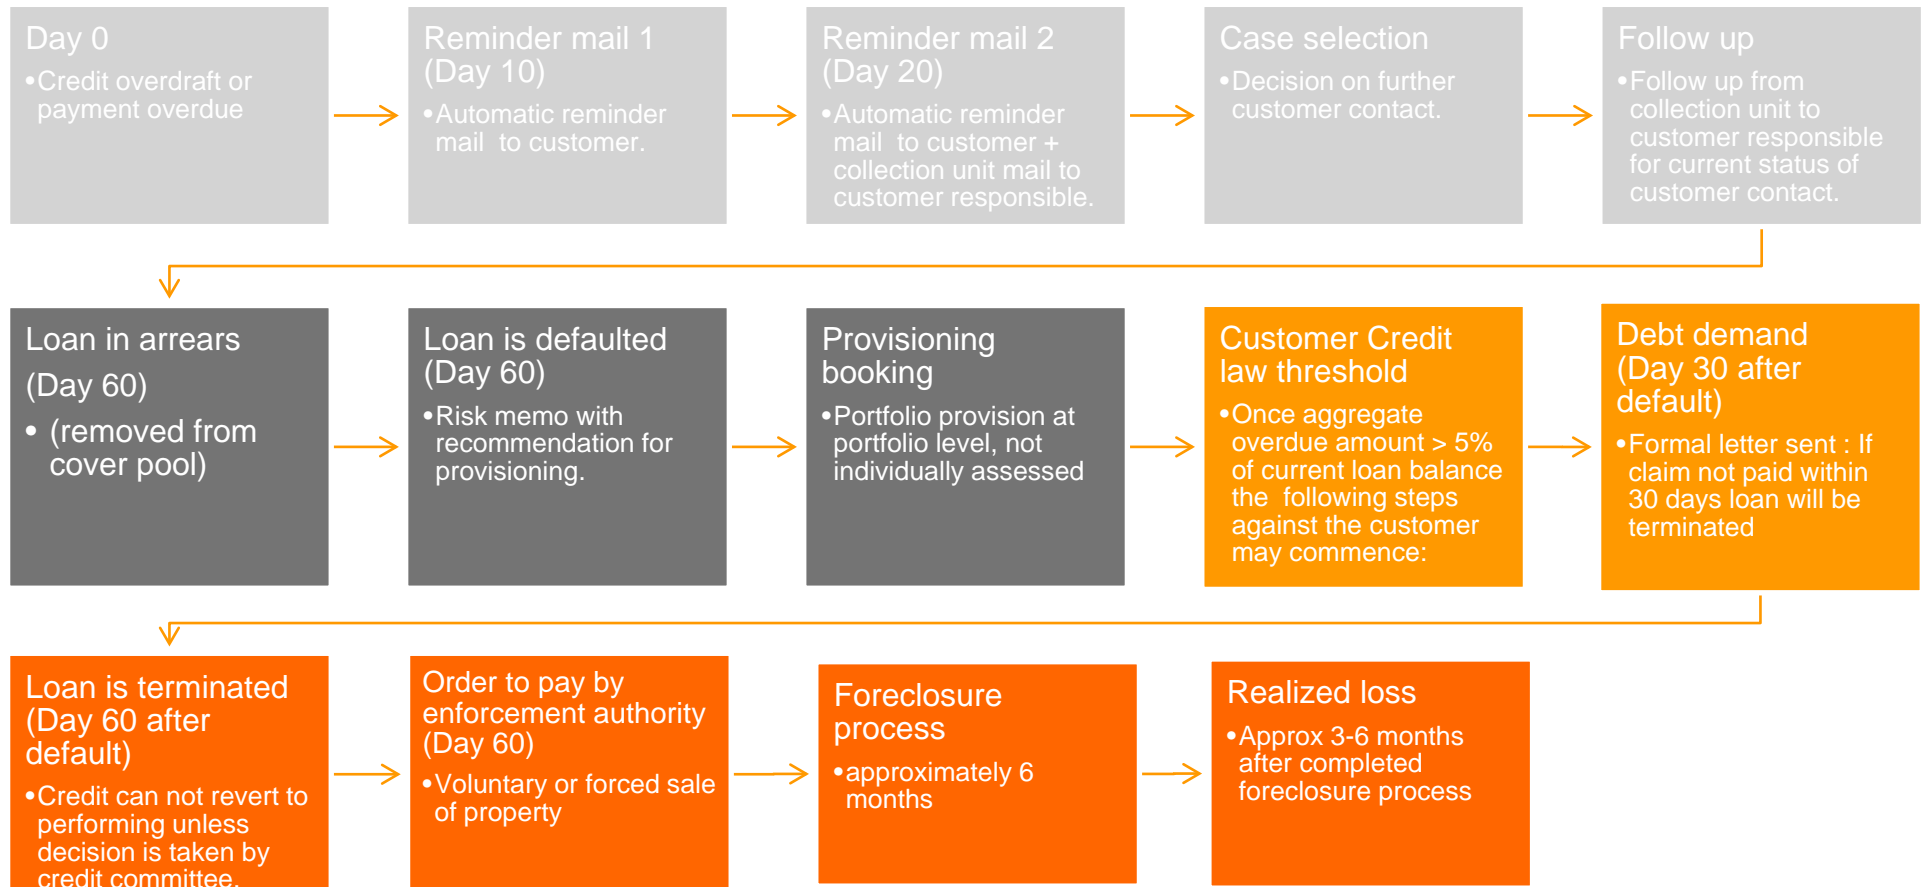 Day 0
•Credit overdraft or
payment overdue
Reminder mail 1
(Day 10)
•Automatic reminder
mail to customer.
Reminder mail 2
(Day 20)
•Automatic reminder
mail to customer +
collection unit mail to
customer responsible.
Case selection
•Decision on further
customer contact.
Follow up
•Follow up from
collection unit to
customer responsible
for current status of
customer contact.
Loan in arrears
(Day 60)
• (removed from
cover pool)
Loan is defaulted
(Day 60)
•Risk memo with
recommendation for
provisioning.
Provisioning
booking
•Portfolio provision at
portfolio level, not
individually assessed
Customer Credit
law threshold
•Once aggregate
overdue amount > 5%
of current loan balance
the following steps
against the customer
may commence:
Debt demand
(Day 30 after
default)
•Formal letter sent : If
claim not paid within
30 days loan will be
terminated
Loan is terminated
(Day 60 after
default)
•Credit can not revert to
performing unless
decision is taken by
credit committee.
Order to pay by
enforcement authority
(Day 60)
•Voluntary or forced sale
of property
Foreclosure
process
•approximately 6
months
Realized loss
•Approx 3-6 months
after completed
foreclosure process